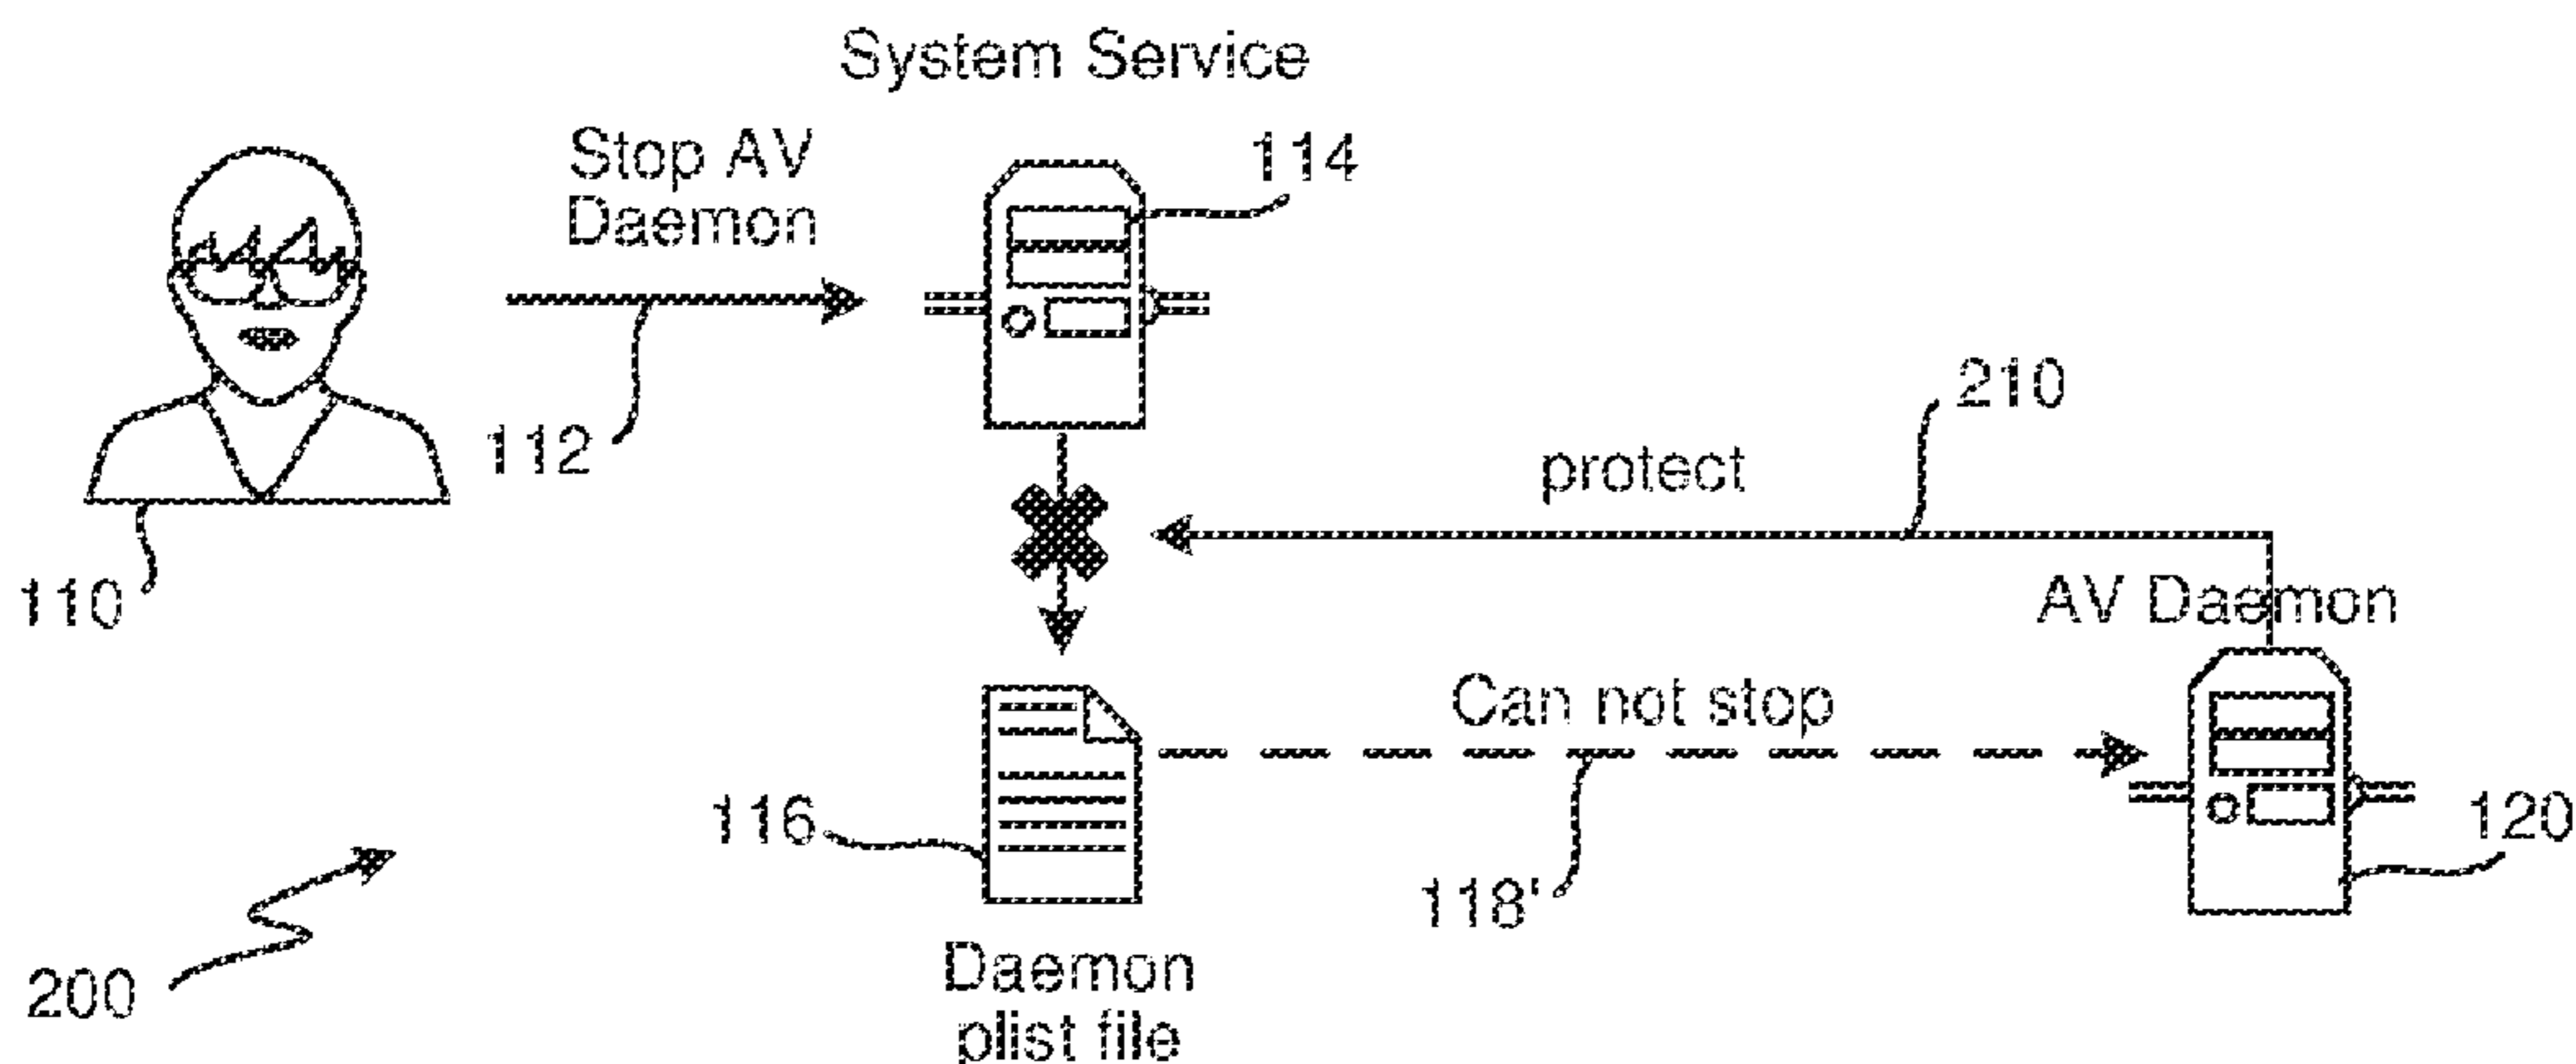 System Service
Stop AV
Daemon
114
112
210
protect
110
AV Daemon
Can not stop
116
118'
120
200
Daemon
plist file